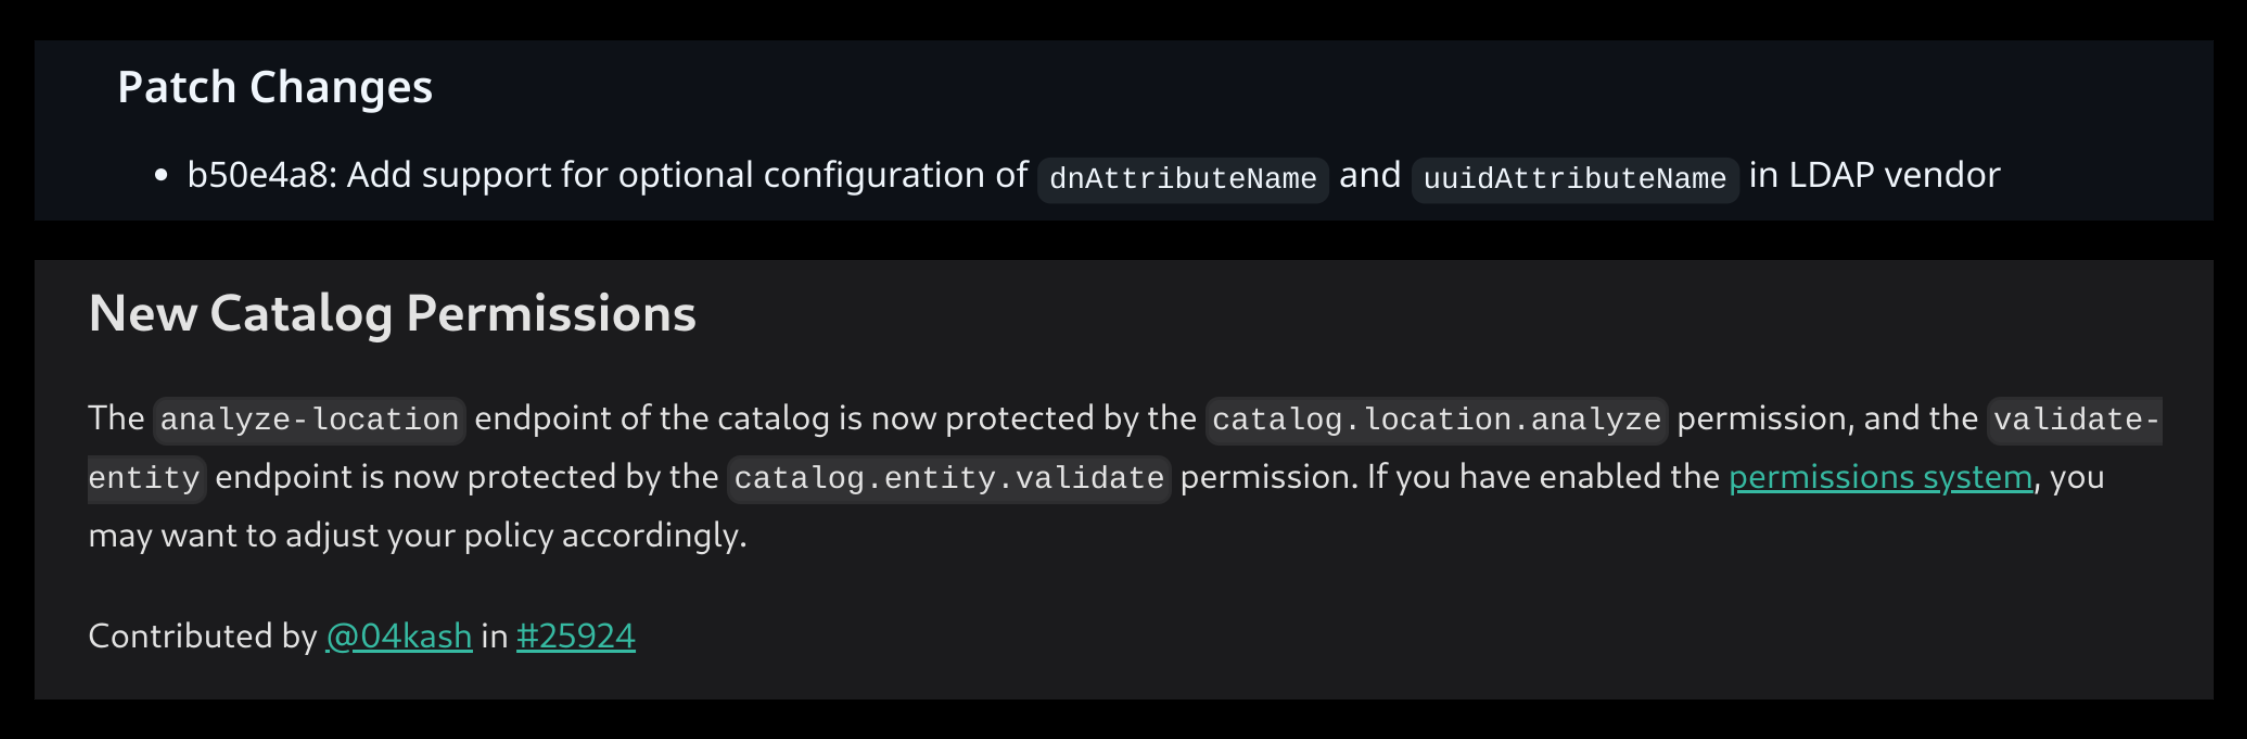 Patch Changes
• b50e4a8: Add support for optional configuration of dnAttributeName and uuidAttributeName in LDAP vendor
New Catalog Permissions
The analyze-location endpoint of the catalog is now protected by the catalog.location.analyze permission, and the validate-
entity endpoint is now protected by the catalog.entity.validate permission. If you have enabled the permissions system, you
may want to adjust your policy accordingly.
Contributed by @04kash in #25924